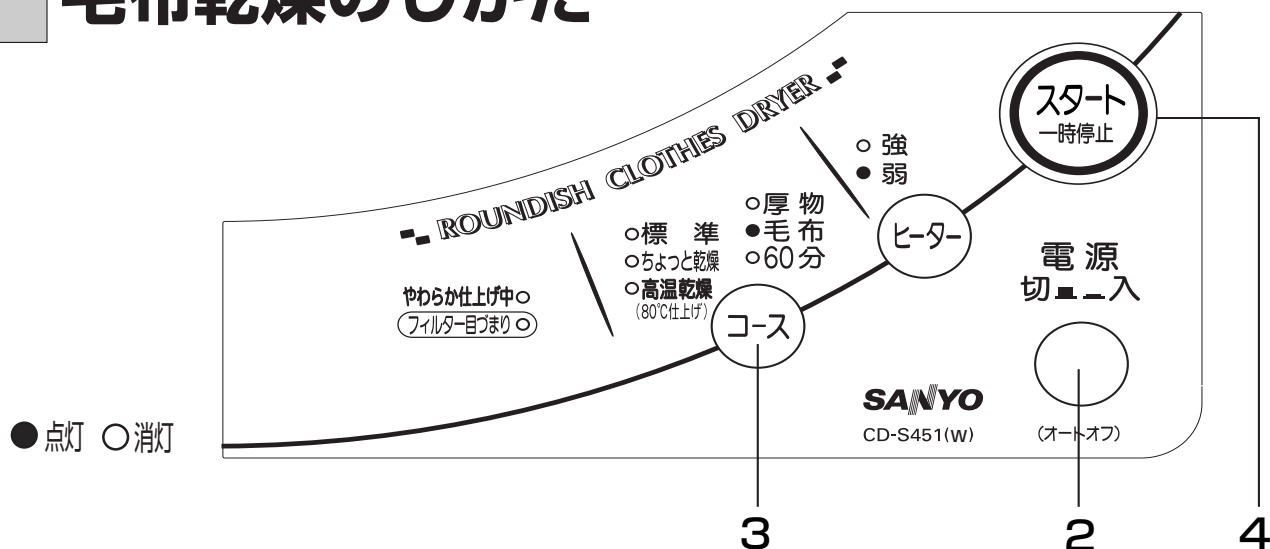 毛布乾燥のしかた
ROUNDISH CLOTHES DRYER
スタート
一時停止
強
弱
ヒーター
厚物
毛布
60分
標準
ちょっと乾燥
高温乾燥
(80℃仕上げ)
コース
やわらか仕上げ中
フィルター目づまり
電源
切 入
SANYO
CD-S451(W)
(オートオフ)
●点灯 ○消灯
3
2
4